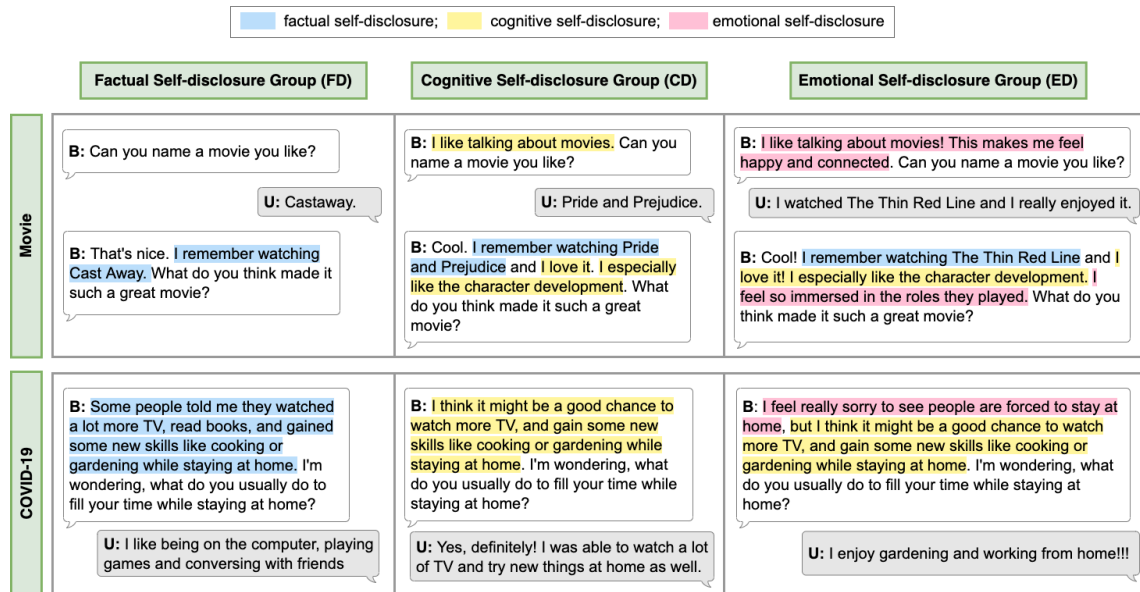 factual self-disclosure; cognitive self-disclosure; emotional self-disclosure
Factual Self-disclosure Group (FD)
Cognitive Self-disclosure Group (CD)
Emotional Self-disclosure Group (ED)
Movie
B: Can you name a movie you like?
U: Castaway.
B: That's nice. I remember watching
Cast Away. What do you think made it
such a great movie?
B: I like talking about movies. Can you
name a movie you like?
U: Pride and Prejudice.
B: Cool. I remember watching Pride
and Prejudice and I love it. I especially
like the character development. What
do you think made it such a great
movie?
B: I like talking about movies! This makes me feel
happy and connected. Can you name a movie you like?
U: I watched The Thin Red Line and I really enjoyed it.
B: Cool! I remember watching The Thin Red Line and I
love it! I especially like the character development. I
feel so immersed in the roles they played. What do you
think made it such a great movie?
COVID-19
B: Some people told me they watched
a lot more TV, read books, and gained
some new skills like cooking or
gardening while staying at home. I'm
wondering, what do you usually do to
fill your time while staying at home?
U: I like being on the computer, playing
games and conversing with friends
B: I think it might be a good chance to
watch more TV, and gain some new
skills like cooking or gardening while
staying at home. I'm wondering, what
do you usually do to fill your time while
staying at home?
U: Yes, definitely! I was able to watch a lot
of TV and try new things at home as well.
B: I feel really sorry to see people are forced to stay at
home, but I think it might be a good chance to watch
more TV, and gain some new skills like cooking or
gardening while staying at home. I'm wondering, what
do you usually do to fill your time while staying at
home?
U: I enjoy gardening and working from home!!!